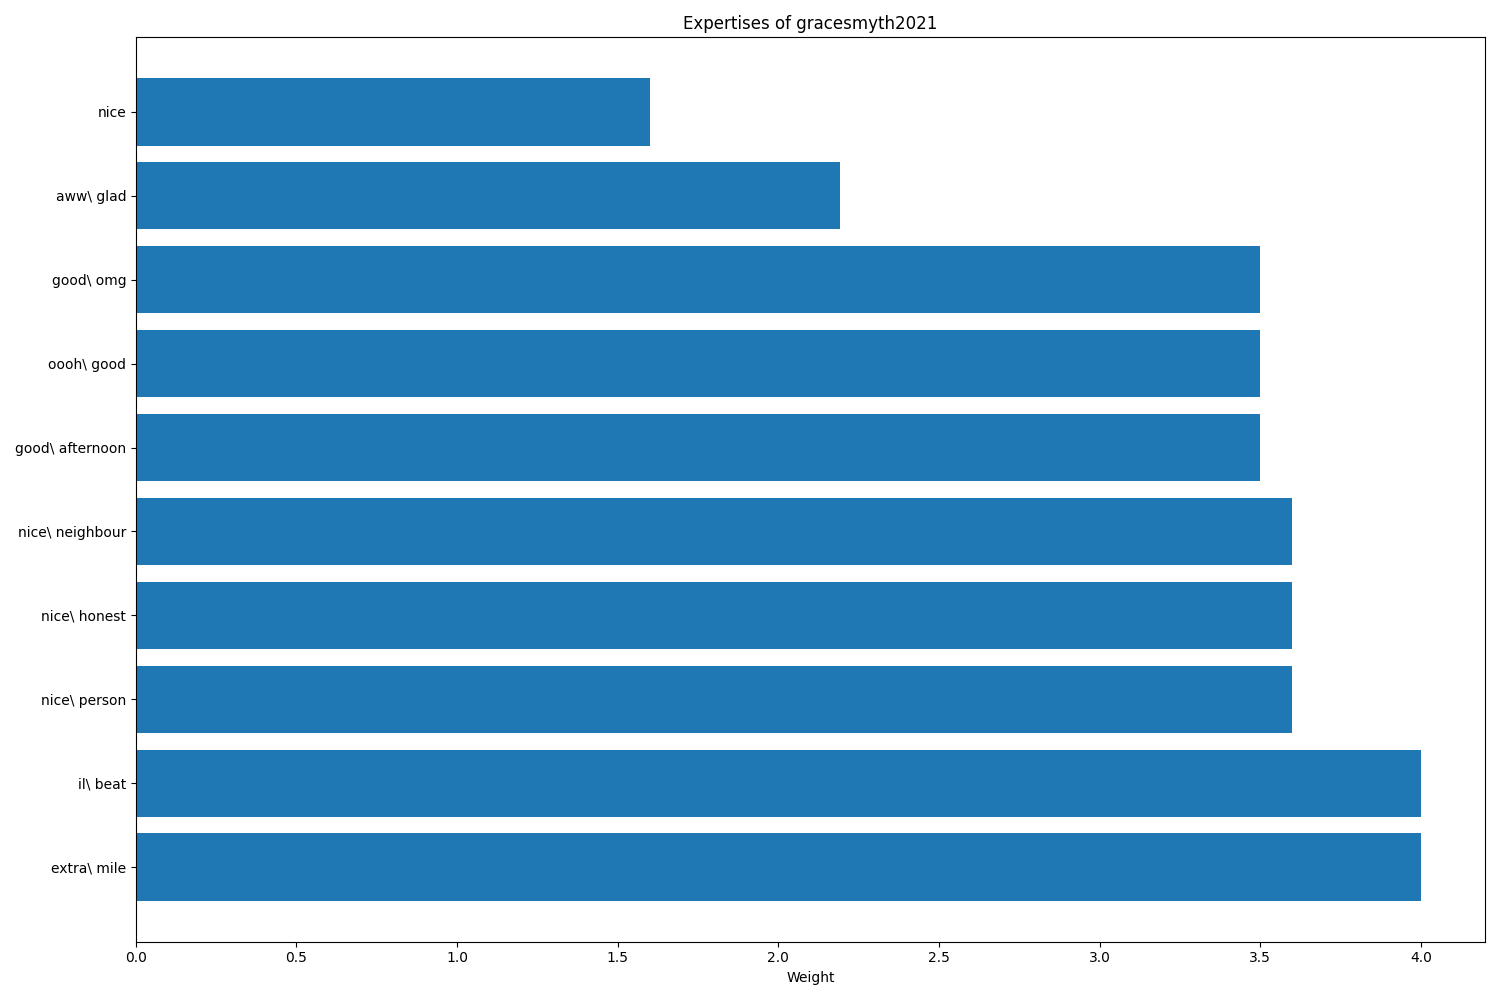 Expertises of gracesmyth2021
nice
aww\ glad
good\ omg
oooh\ good
good\ afternoon
nice\ neighbour
nice\ honest
nice\ person
il\ beat
extra\ mile
0.0 0.5 1.0 1.5 2.0 2.5 3.0 3.5 4.0
Weight